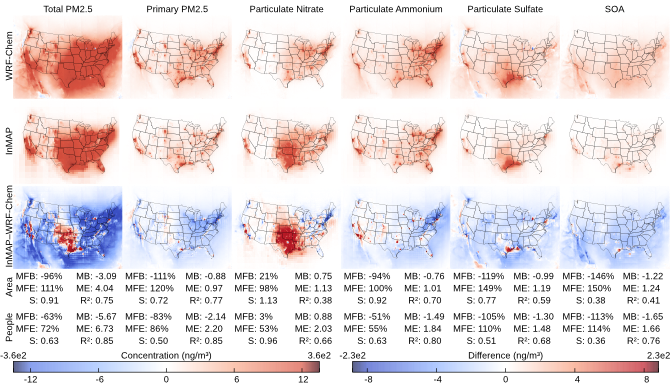 Total PM2.5 Primary PM2.5 Particulate Nitrate Particulate Ammonium Particulate Sulfate SOA
WRF-Chem
InMAP
InMAP−WRF-Chem
Area
MFB: -96% MB: -3.09 MFB: -111% MB: -0.88 MFB: 21% MB: 0.75 MFB: -94% MB: -0.76 MFB: -119% MB: -0.99 MFB: -146% MB: -1.22
MFE: 111% ME: 4.04 MFE: 120% ME: 0.97 MFE: 98% ME: 1.13 MFE: 100% ME: 1.01 MFE: 149% ME: 1.19 MFE: 150% ME: 1.24
S: 0.91 R²: 0.75 S: 0.72 R²: 0.77 S: 1.13 R²: 0.38 S: 0.92 R²: 0.70 S: 0.77 R²: 0.59 S: 0.38 R²: 0.41
People
MFB: -63% MB: -5.67 MFB: -83% MB: -2.14 MFB: 3% MB: 0.88 MFB: -51% MB: -1.49 MFB: -105% MB: -1.30 MFB: -113% MB: -1.65
MFE: 72% ME: 6.73 MFE: 86% ME: 2.20 MFE: 53% ME: 2.03 MFE: 55% ME: 1.84 MFE: 110% ME: 1.48 MFE: 114% ME: 1.66
S: 0.63 R²: 0.85 S: 0.50 R²: 0.85 S: 0.96 R²: 0.66 S: 0.63 R²: 0.80 S: 0.51 R²: 0.68 S: 0.36 R²: 0.76
-3.6e2 Concentration (ng/m³) 3.6e2 -2.3e2 Difference (ng/m³) 2.3e2
-12 -6 0 6 12 -8 -4 0 4 8